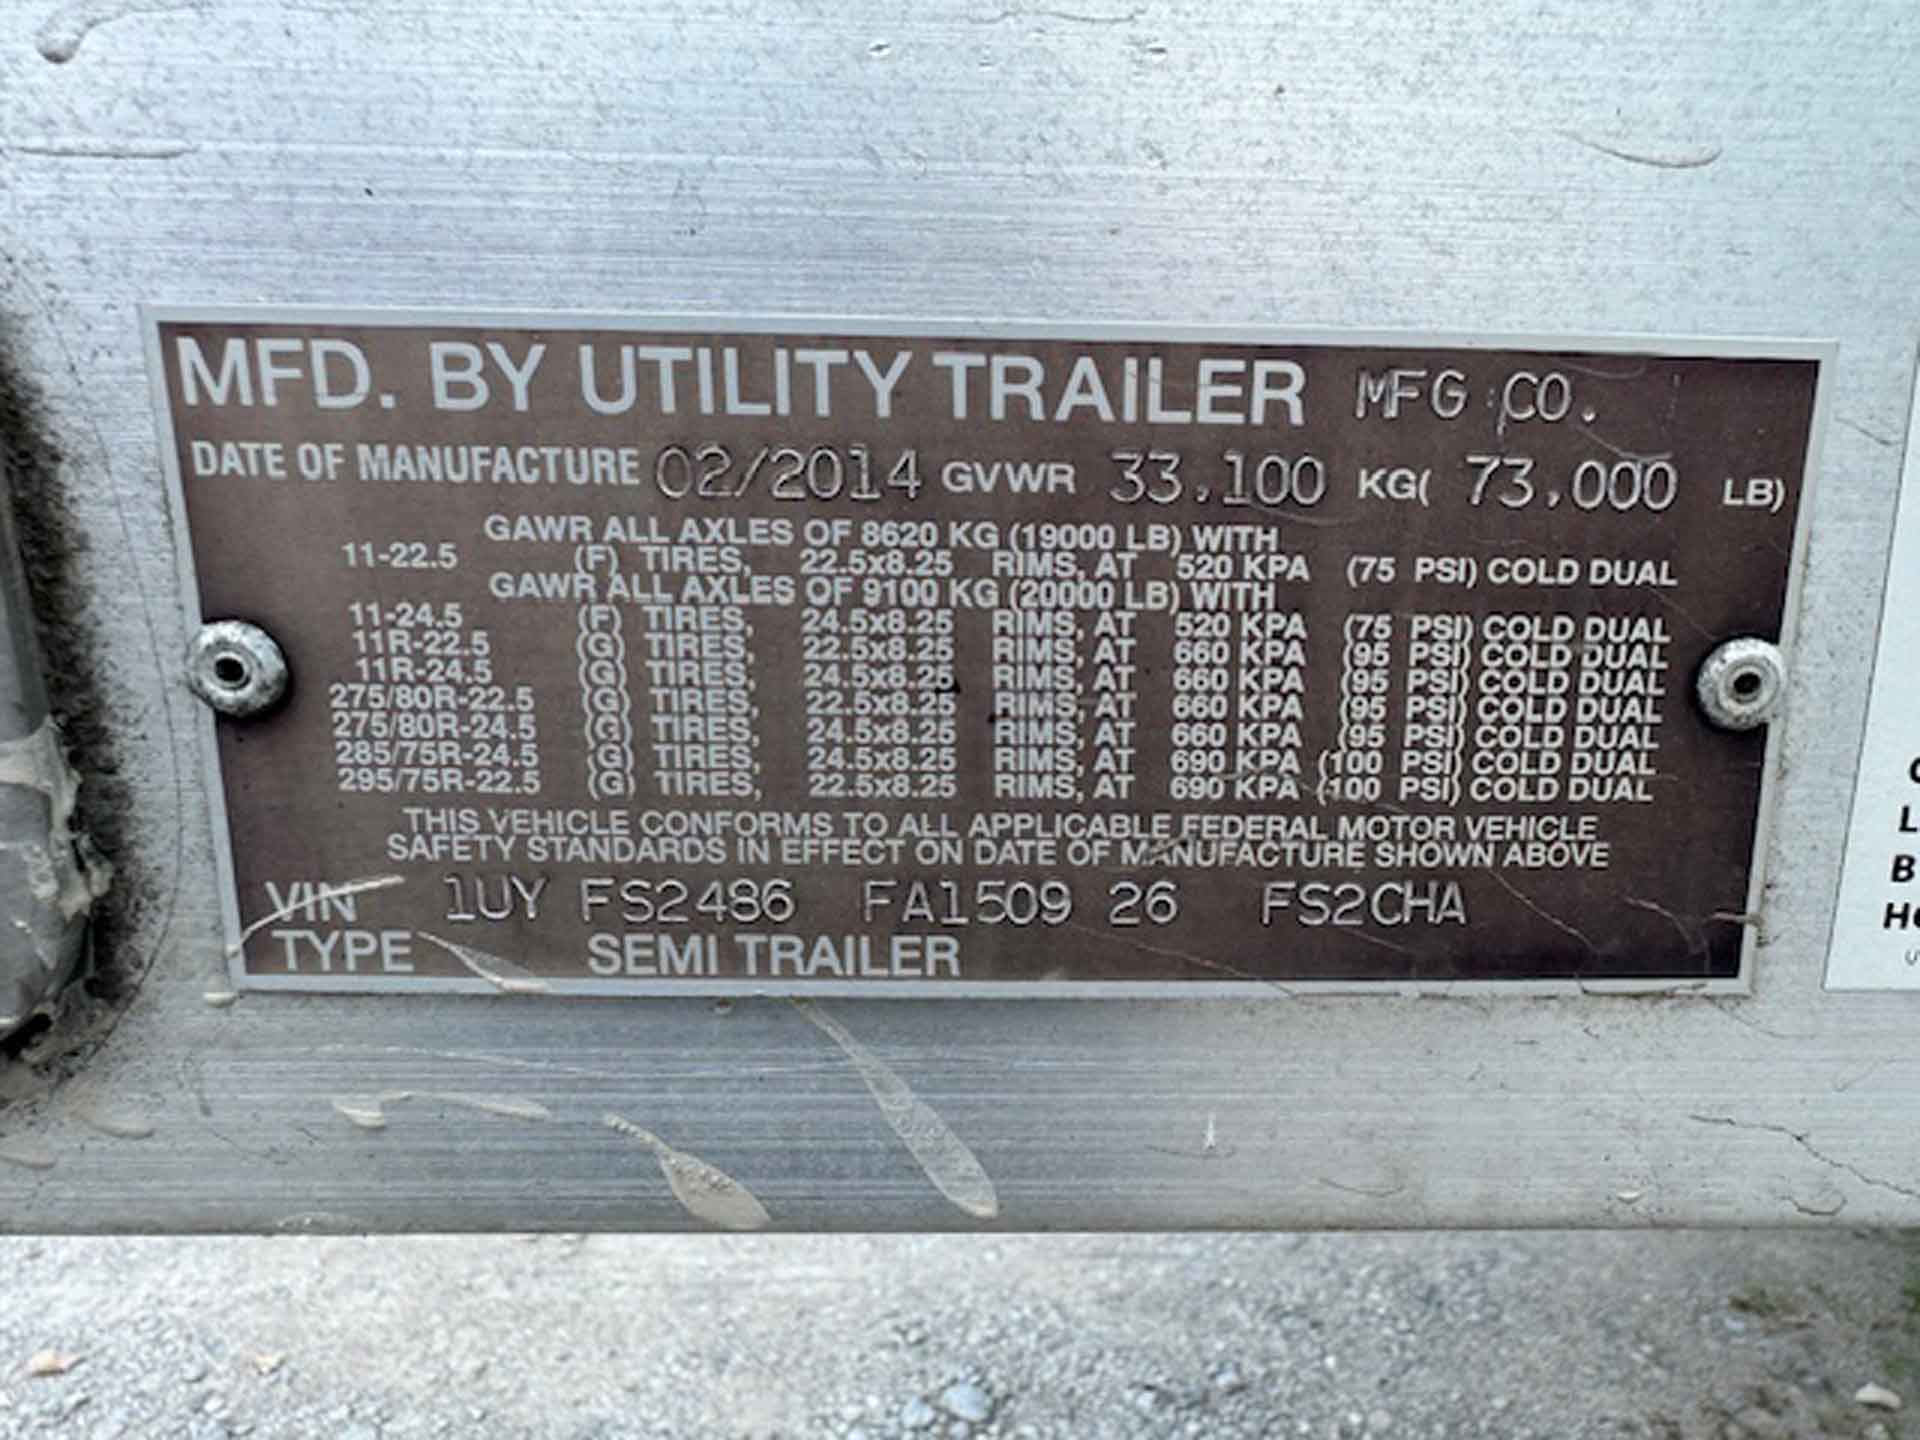 MFD. BY UTILITY TRAILER MFG CO.
DATE OF MANUFACTURE 02/2014 GVWR 33,100 KG( 73,000 LB)
GAWR ALL AXLES OF 8620 KG (19000 LB) WITH
11-22.5 (F) TIRES, 22.5x8.25 RIMS, AT 520 KPA (75 PSI) COLD DUAL
GAWR ALL AXLES OF 9100 KG (20000 LB) WITH
11-24.5 (F) TIRES, 24.5x8.25 RIMS, AT 520 KPA (75 PSI) COLD DUAL
11R-22.5 (G) TIRES, 22.5x8.25 RIMS, AT 660 KPA (95 PSI) COLD DUAL
11R-24.5 (G) TIRES, 24.5x8.25 RIMS, AT 660 KPA (95 PSI) COLD DUAL
275/80R-22.5 (G) TIRES, 22.5x8.25 RIMS, AT 660 KPA (95 PSI) COLD DUAL
275/80R-24.5 (G) TIRES, 24.5x8.25 RIMS, AT 660 KPA (95 PSI) COLD DUAL
285/75R-24.5 (G) TIRES, 24.5x8.25 RIMS, AT 690 KPA (100 PSI) COLD DUAL
295/75R-22.5 (G) TIRES, 22.5x8.25 RIMS, AT 690 KPA (100 PSI) COLD DUAL
THIS VEHICLE CONFORMS TO ALL APPLICABLE FEDERAL MOTOR VEHICLE
SAFETY STANDARDS IN EFFECT ON DATE OF MANUFACTURE SHOWN ABOVE
VIN 1UY FS2486 FA1509 26 FS2CHA
TYPE SEMI TRAILER